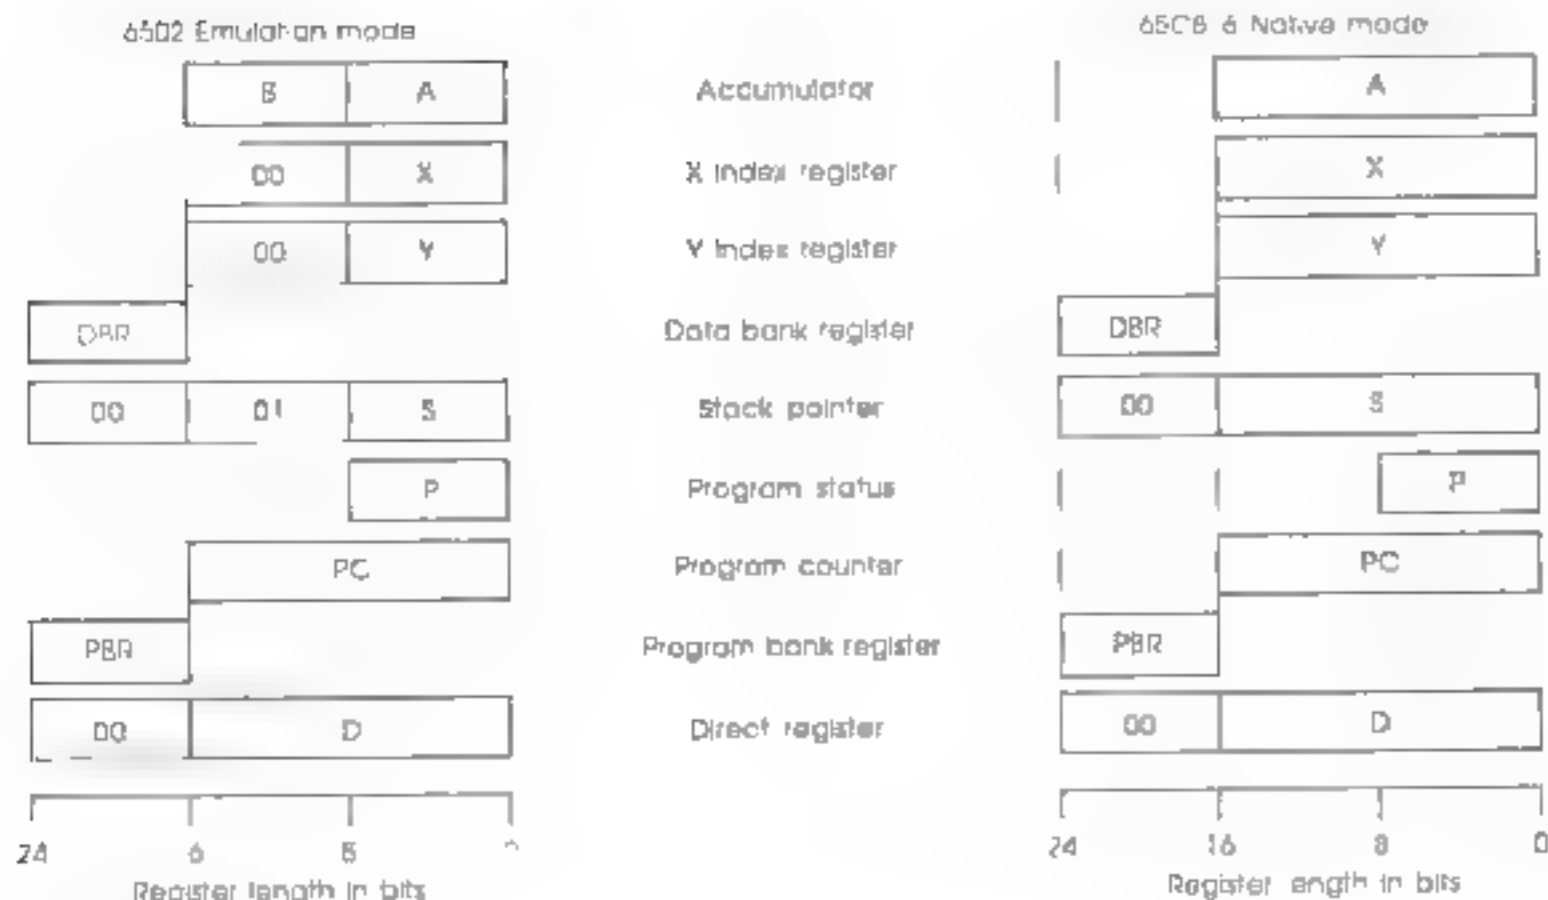 6502 Emulation mode
65C8 6 Native mode
B A
Accumulator
A
00 X
X index register
X
00 Y
Y index register
Y
DBR
Data bank register
DBR
00 01 S
Stack pointer
00 S
P
Program status
P
PC
Program counter
PC
PBR
Program bank register
PBR
00 D
Direct register
00 D
24 6 8
24 16 8 0
Register length in bits
Register ength in bits